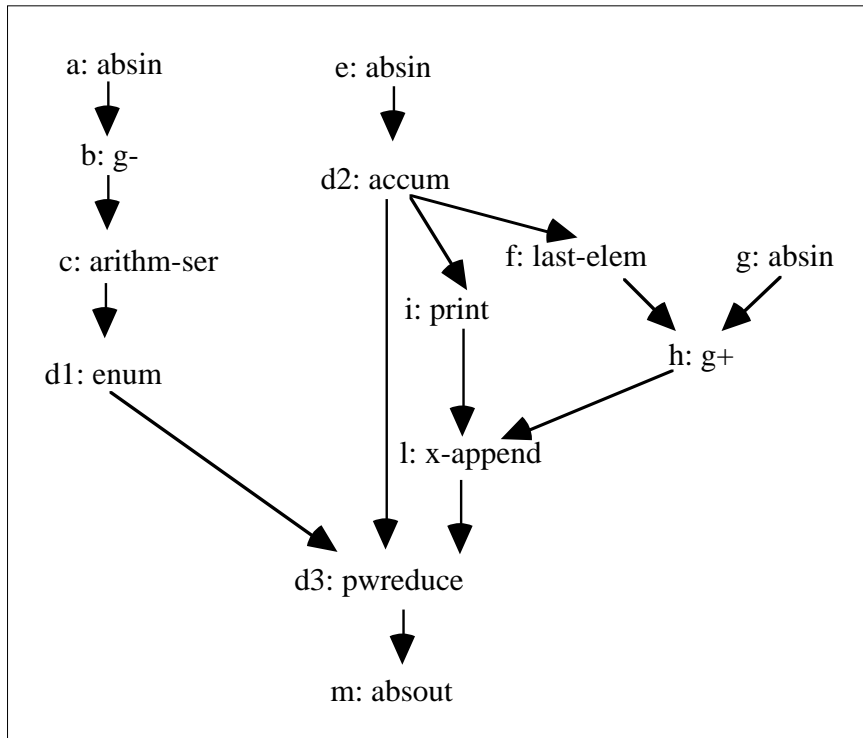 a: absin
e: absin
b: g-
d2: accum
c: arithm-ser
f: last-elem
g: absin
i: print
h: g+
d1: enum
l: x-append
d3: pwreduce
m: absout